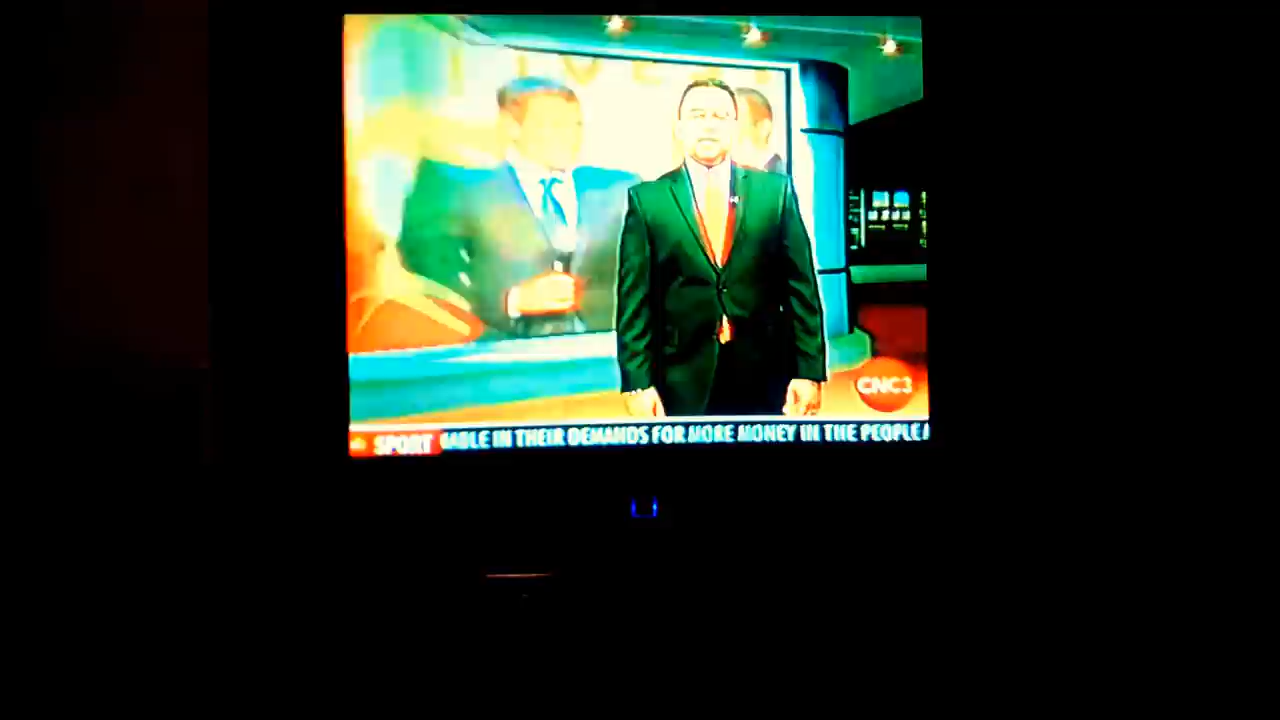 CNC3
SPORT
IN THEIR DEMANDS FOR MORE MONEY IN THE PEOPLE